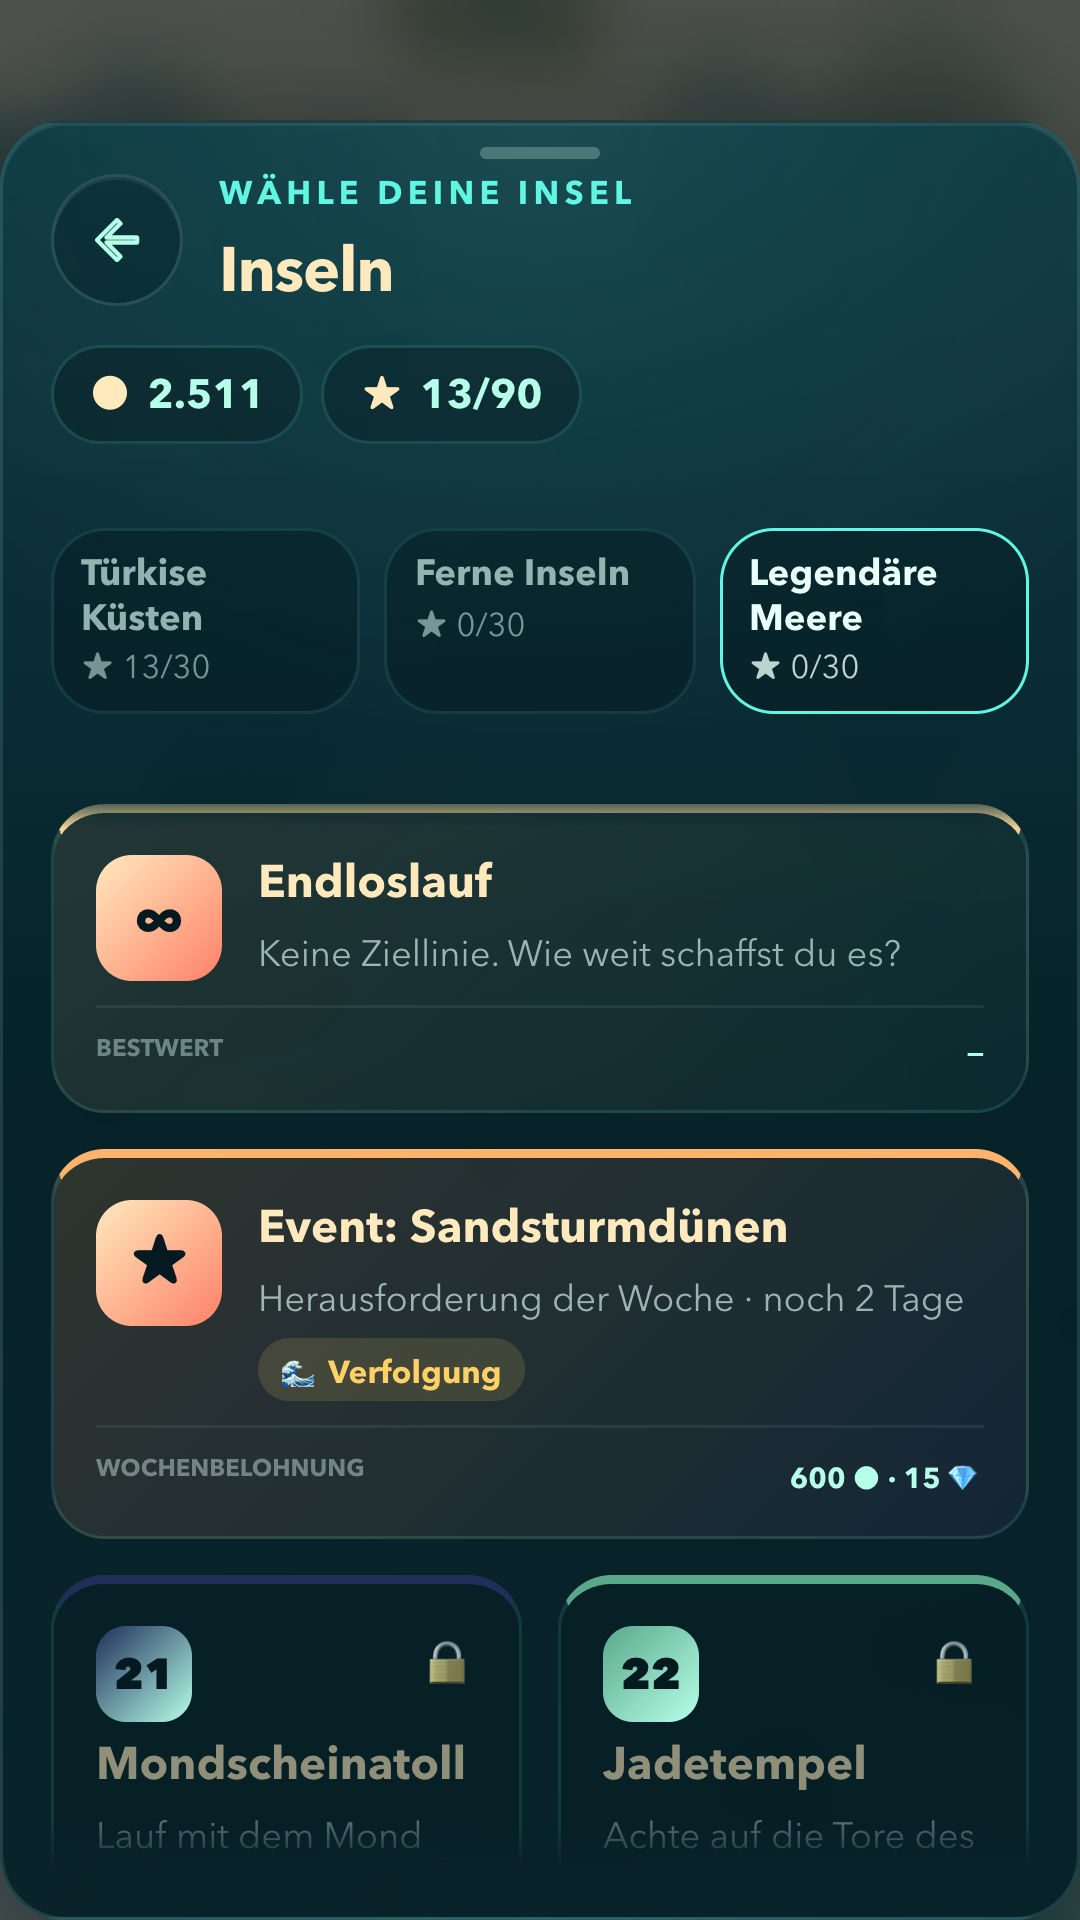 WÄHLE DEINE INSEL
Inseln
2.511
★ 13/90
Türkise
Küsten
★ 13/30
Ferne Inseln
★ 0/30
Legendäre
Meere
★ 0/30
∞
Endloslauf
Keine Ziellinie. Wie weit schaffst du es?
BESTWERT
–
Event: Sandsturmdünen
Herausforderung der Woche · noch 2 Tage
🌊 Verfolgung
WOCHENBELOHNUNG
600 ● · 15 💎
21
Mondscheinatoll
Lauf mit dem Mond
22
Jadetempel
Achte auf die Tore des